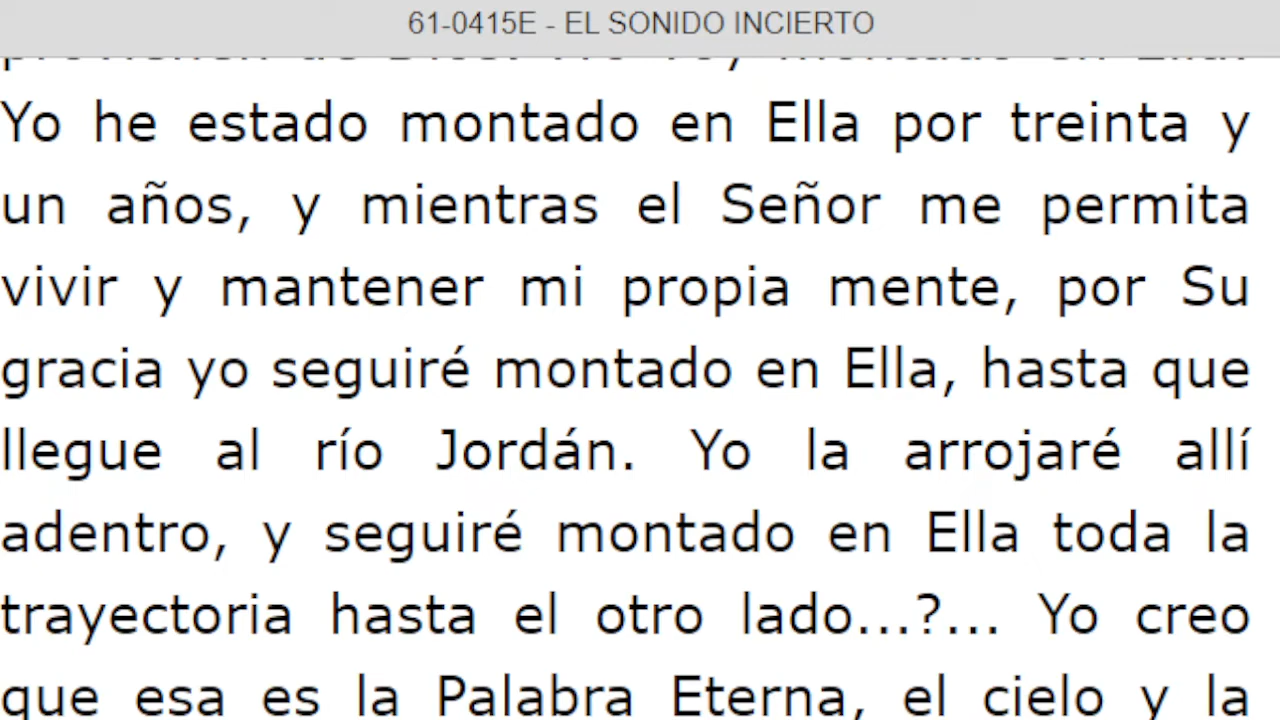 61-0415E - EL SONIDO INCIERTO
Yo he estado montado en Ella por treinta y
un años, y mientras el Señor me permita
vivir y mantener mi propia mente, por Su
gracia yo seguiré montado en Ella, hasta que
llegue al río Jordán. Yo la arrojaré allí
adentro, y seguiré montado en Ella toda la
trayectoria hasta el otro lado...?... Yo creo
que esa es la Palabra Eterna, el cielo y la